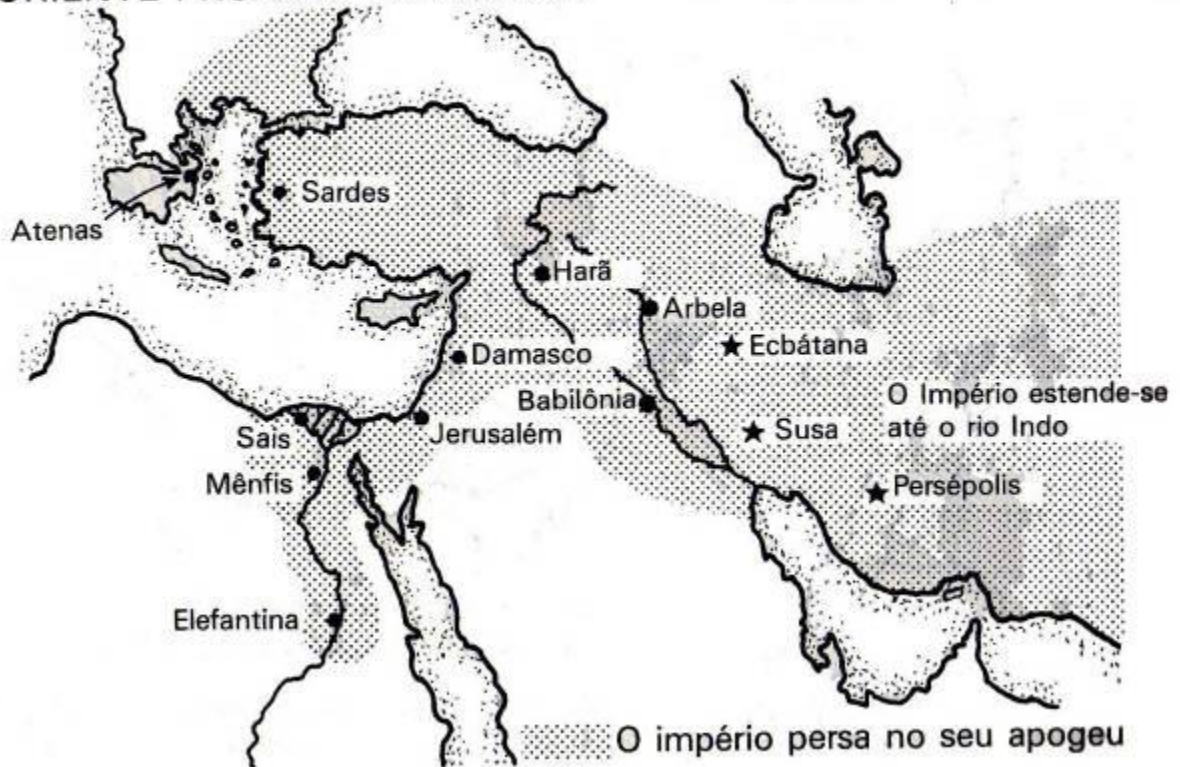 Sardes
Atenas
Harã
Arbela
Ecbátana
Damasco
Babilônia
O Império estende-se
até o rio Indo
Sais
Jerusalém
Susa
Mênfis
Persépolis
Elefantina
O império persa no seu apogeu